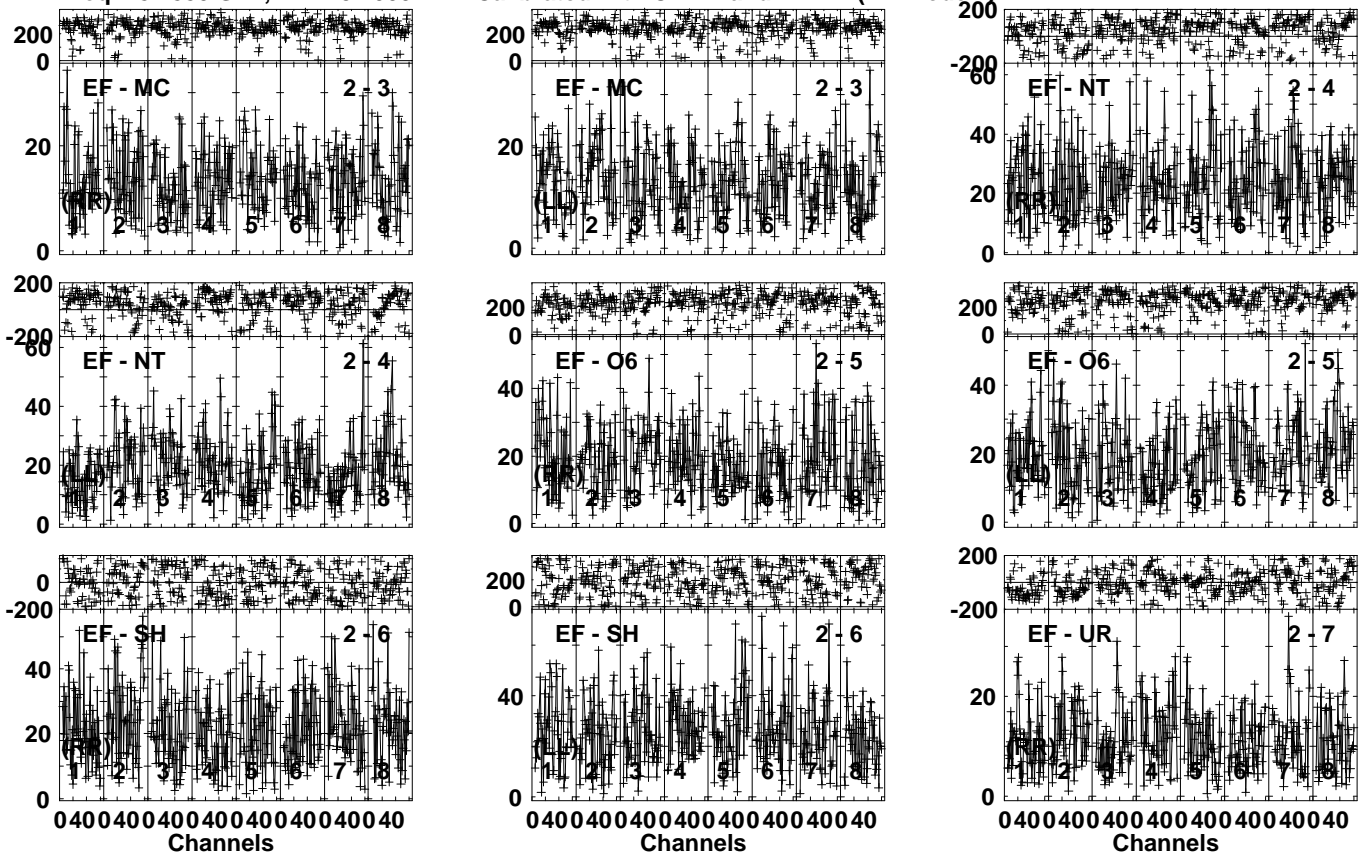 200 200 200
0 0 -200
EF - MC 2 - 3 EF - MC 2 - 3 60 EF - NT 2 - 4
40
20 20 20
(RR) (LL) (RR)
1 2 3 4 5 6 7 8 1 2 3 4 5 6 7 8 1 2 3 4 5 6 7 8
0 0 0
200 200 200
-200 0 0
60 EF - NT 2 - 4 EF - O6 2 - 5 EF - O6 2 - 5
40 40 40
20 20 20
(LL) (RR) (LL)
1 2 3 4 5 6 7 8 1 2 3 4 5 6 7 8 1 2 3 4 5 6 7 8
0 0 0
0 200 200
-200 0 -200
EF - SH 2 - 6 EF - SH 2 - 6 EF - UR 2 - 7
40 40 20
20
(RR) (LL) (RR)
1 2 3 4 5 6 7 8 1 2 3 4 5 6 7 8 1 2 3 4 5 6 7 8
0 0 0
0 40 0 40 0 40 0 40 0 40 0 40 0 40 0 40 0 40 0 40 0 40 0 40 0 40 0 40 0 40 0 40 0 40 0 40 0 40 0 40 0 40 0 40 0 40 0 40
Channels Channels Channels